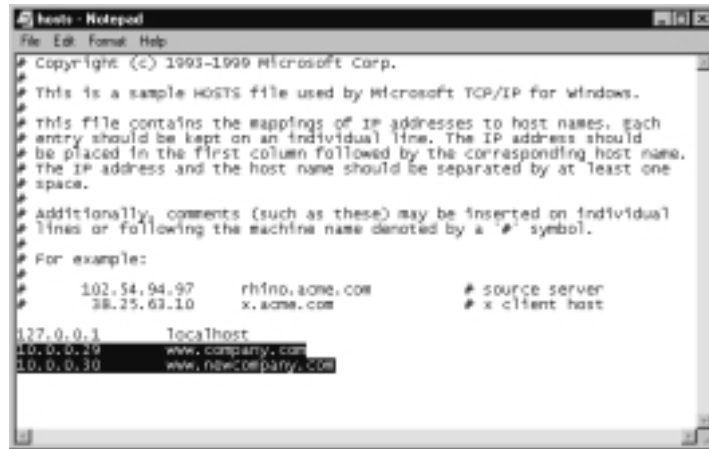 hosts - Notepad
File Edit Format Help
# Copyright (c) 1993-1999 Microsoft Corp.
#
# This is a sample HOSTS file used by Microsoft TCP/IP for Windows.
#
# This file contains the mappings of IP addresses to host names. Each
# entry should be kept on an individual line. The IP address should
# be placed in the first column followed by the corresponding host name.
# The IP address and the host name should be separated by at least one
# space.
#
# Additionally, comments (such as these) may be inserted on individual
# lines or following the machine name denoted by a '#' symbol.
#
# For example:
#
# 102.54.94.97 rhino.acme.com # source server
# 38.25.63.10 x.acme.com # x client host
127.0.0.1 localhost
10.0.0.29 www.company.com
10.0.0.30 www.newcompany.com